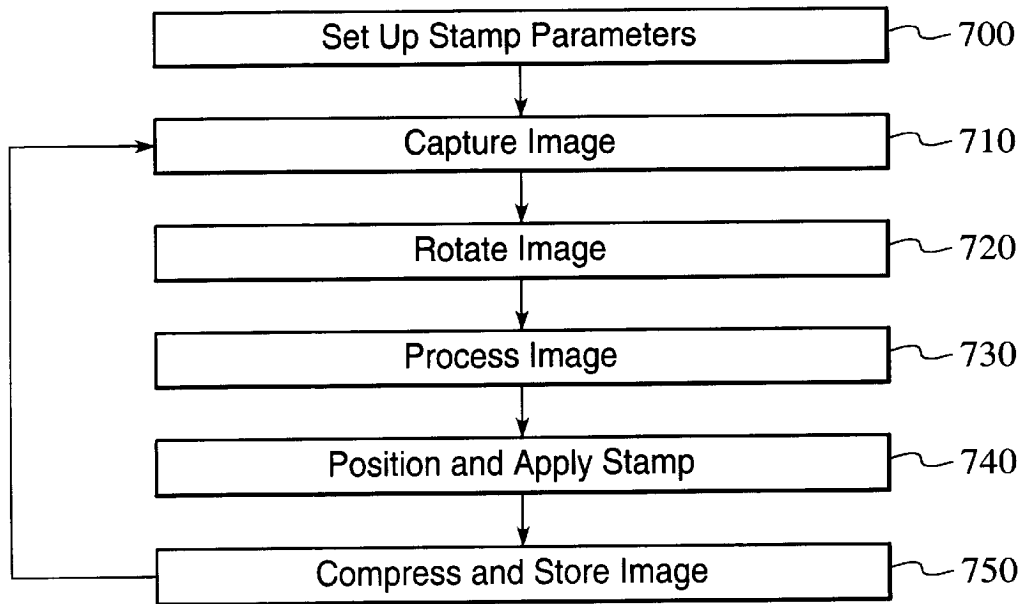 Set Up Stamp Parameters 700
Capture Image 710
Rotate Image 720
Process Image 730
Position and Apply Stamp 740
Compress and Store Image 750